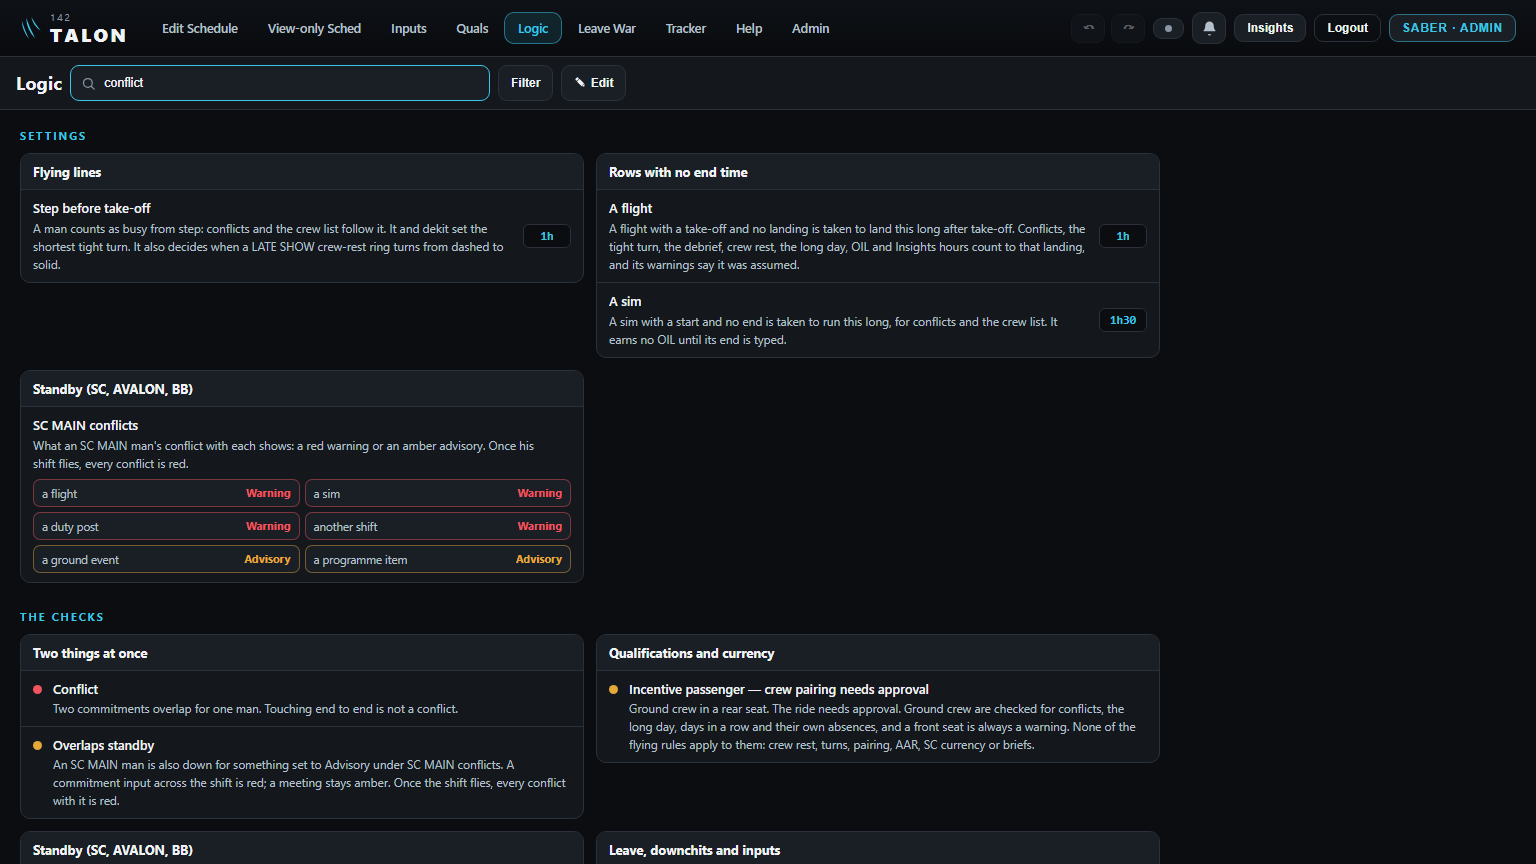 142
TALON
Edit Schedule
View-only Sched
Inputs
Quals
Logic
Leave War
Tracker
Help
Admin
Insights
Logout
SABER · ADMIN
Logic
conflict
Filter
Edit
SETTINGS
Flying lines
Step before take-off
A man counts as busy from step: conflicts and the crew list follow it. It and dekit set the
shortest tight turn. It also decides when a LATE SHOW crew-rest ring turns from dashed to
solid.
1h
Rows with no end time
A flight
A flight with a take-off and no landing is taken to land this long after take-off. Conflicts, the
tight turn, the debrief, crew rest, the long day, OIL and Insights hours count to that landing,
and its warnings say it was assumed.
1h
A sim
A sim with a start and no end is taken to run this long, for conflicts and the crew list. It
earns no OIL until its end is typed.
1h30
Standby (SC, AVALON, BB)
SC MAIN conflicts
What an SC MAIN man's conflict with each shows: a red warning or an amber advisory. Once his
shift flies, every conflict is red.
a flight Warning
a sim Warning
a duty post Warning
another shift Warning
a ground event Advisory
a programme item Advisory
THE CHECKS
Two things at once
Conflict
Two commitments overlap for one man. Touching end to end is not a conflict.
Overlaps standby
An SC MAIN man is also down for something set to Advisory under SC MAIN conflicts. A
commitment input across the shift is red; a meeting stays amber. Once the shift flies, every conflict
with it is red.
Qualifications and currency
Incentive passenger — crew pairing needs approval
Ground crew in a rear seat. The ride needs approval. Ground crew are checked for conflicts, the
long day, days in a row and their own absences, and a front seat is always a warning. None of the
flying rules apply to them: crew rest, turns, pairing, AAR, SC currency or briefs.
Standby (SC, AVALON, BB)
Leave, downchits and inputs